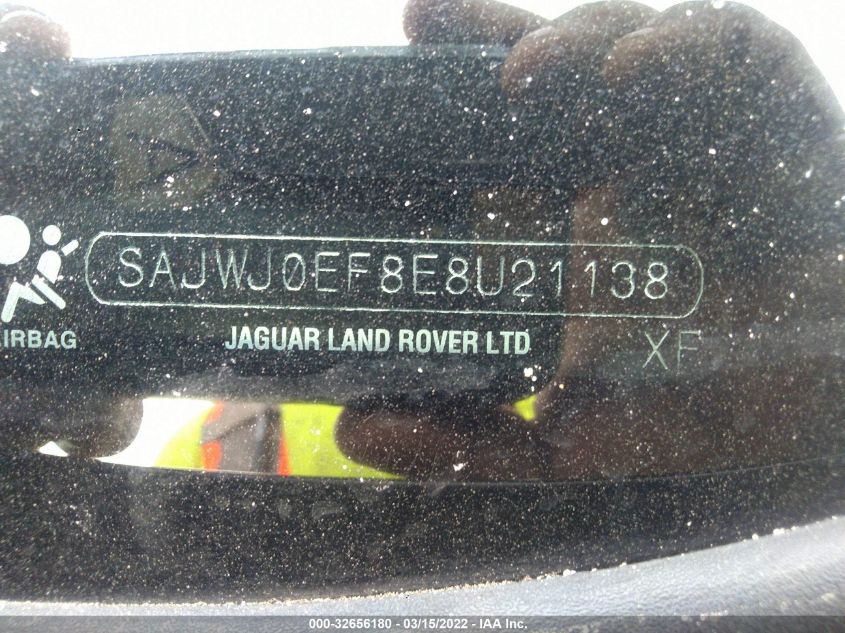 SAJWJ0EF8E8U21138
AIRBAG
JAGUAR LAND ROVER LTD
XF
000-32656180 - 03/15/2022 - IAA Inc.